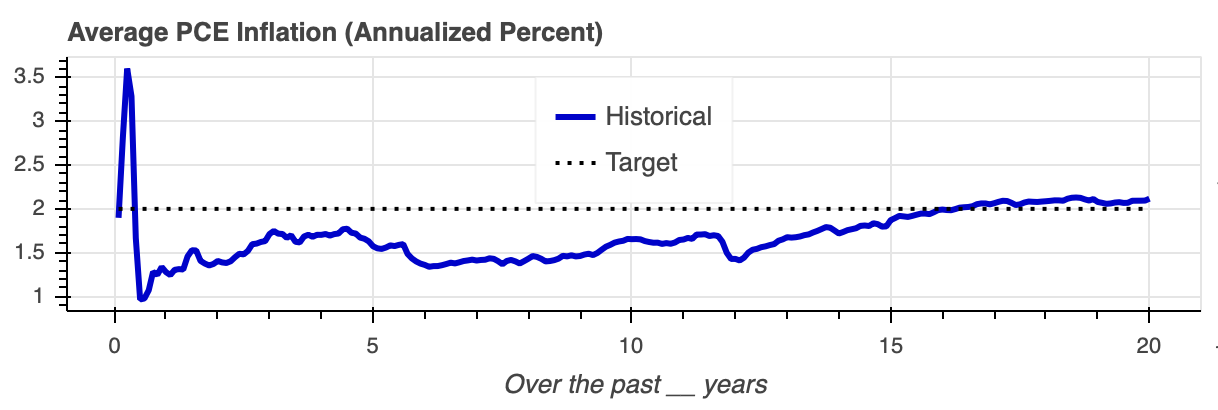 Average PCE Inflation (Annualized Percent)
3.5
3
2.5
2
1.5
1
Historical
Target
0 5 10 15 20
Over the past __ years